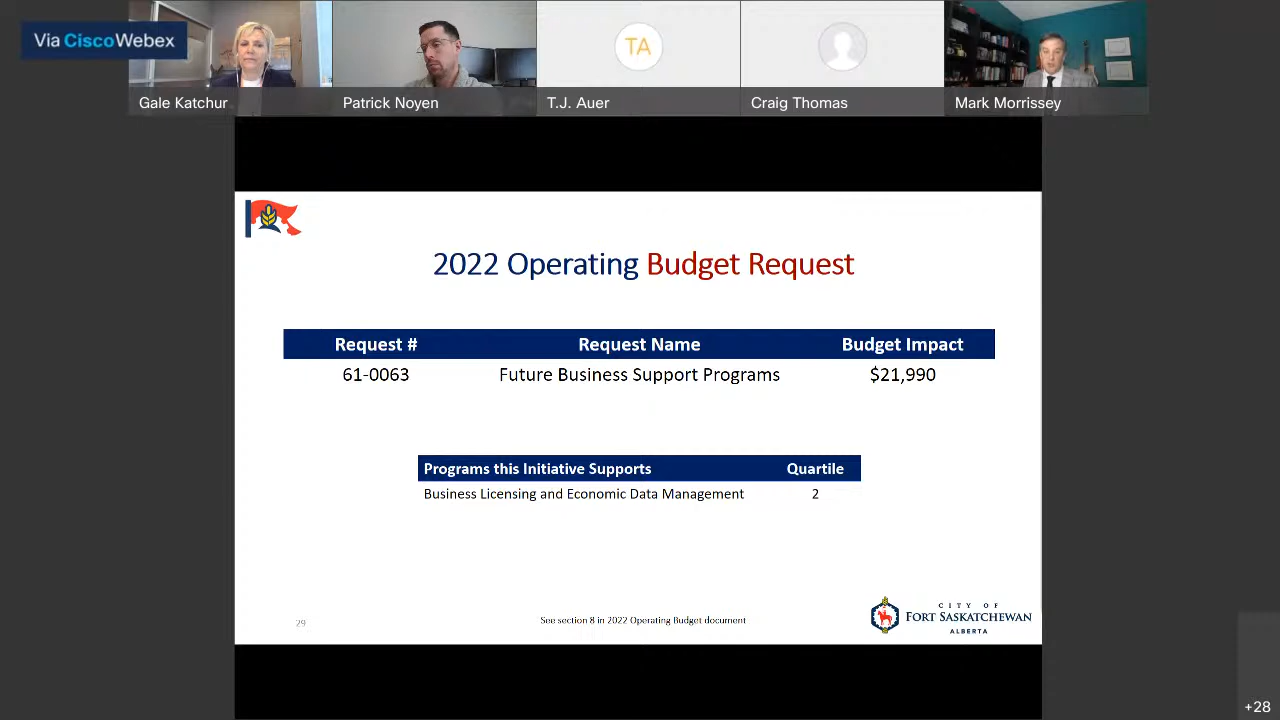 Via Cisco Webex
Gale Katchur
Patrick Noyen
TA
T.J. Auer
Craig Thomas
Mark Morrissey
2022 Operating Budget Request
Request # Request Name Budget Impact
61-0063 Future Business Support Programs $21,990
Programs this Initiative Supports Quartile
Business Licensing and Economic Data Management 2
29
See section 8 in 2022 Operating Budget document
CITY OF
FORT SASKATCHEWAN
ALBERTA
+28